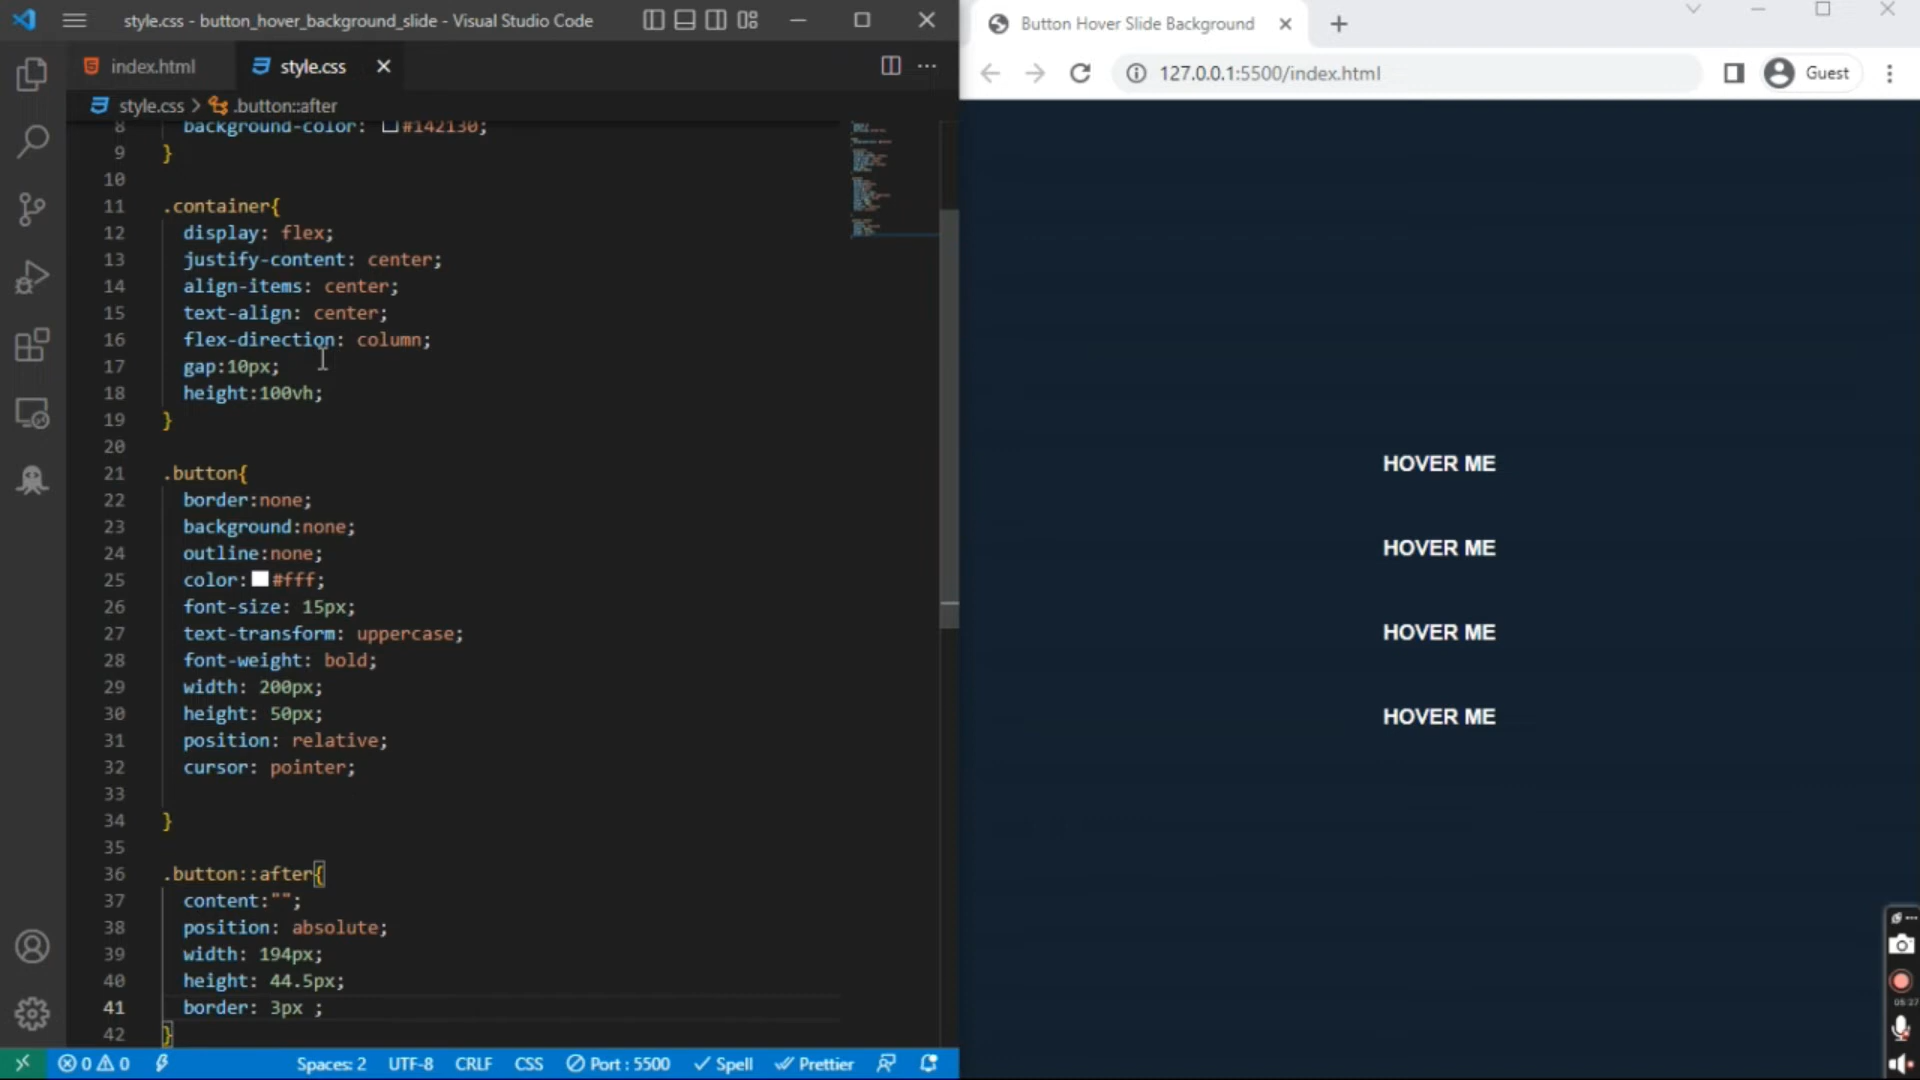 style.css - button_hover_background_slide - Visual Studio Code
index.html
style.css
style.css > .button::after
8 background-color: #142130;
9 }
10
11 .container{
12 display: flex;
13 justify-content: center;
14 align-items: center;
15 text-align: center;
16 flex-direction: column;
17 gap:10px;
18 height:100vh;
19 }
20
21 .button{
22 border:none;
23 background:none;
24 outline:none;
25 color: #fff;
26 font-size: 15px;
27 text-transform: uppercase;
28 font-weight: bold;
29 width: 200px;
30 height: 50px;
31 position: relative;
32 cursor: pointer;
33
34 }
35
36 .button::after{
37 content:"";
38 position: absolute;
39 width: 194px;
40 height: 44.5px;
41 border: 3px ;
42 }
0 0 Spaces: 2 UTF-8 CRLF CSS Port : 5500 Spell Prettier
Button Hover Slide Background
127.0.0.1:5500/index.html
Guest
HOVER ME
HOVER ME
HOVER ME
HOVER ME
05:27